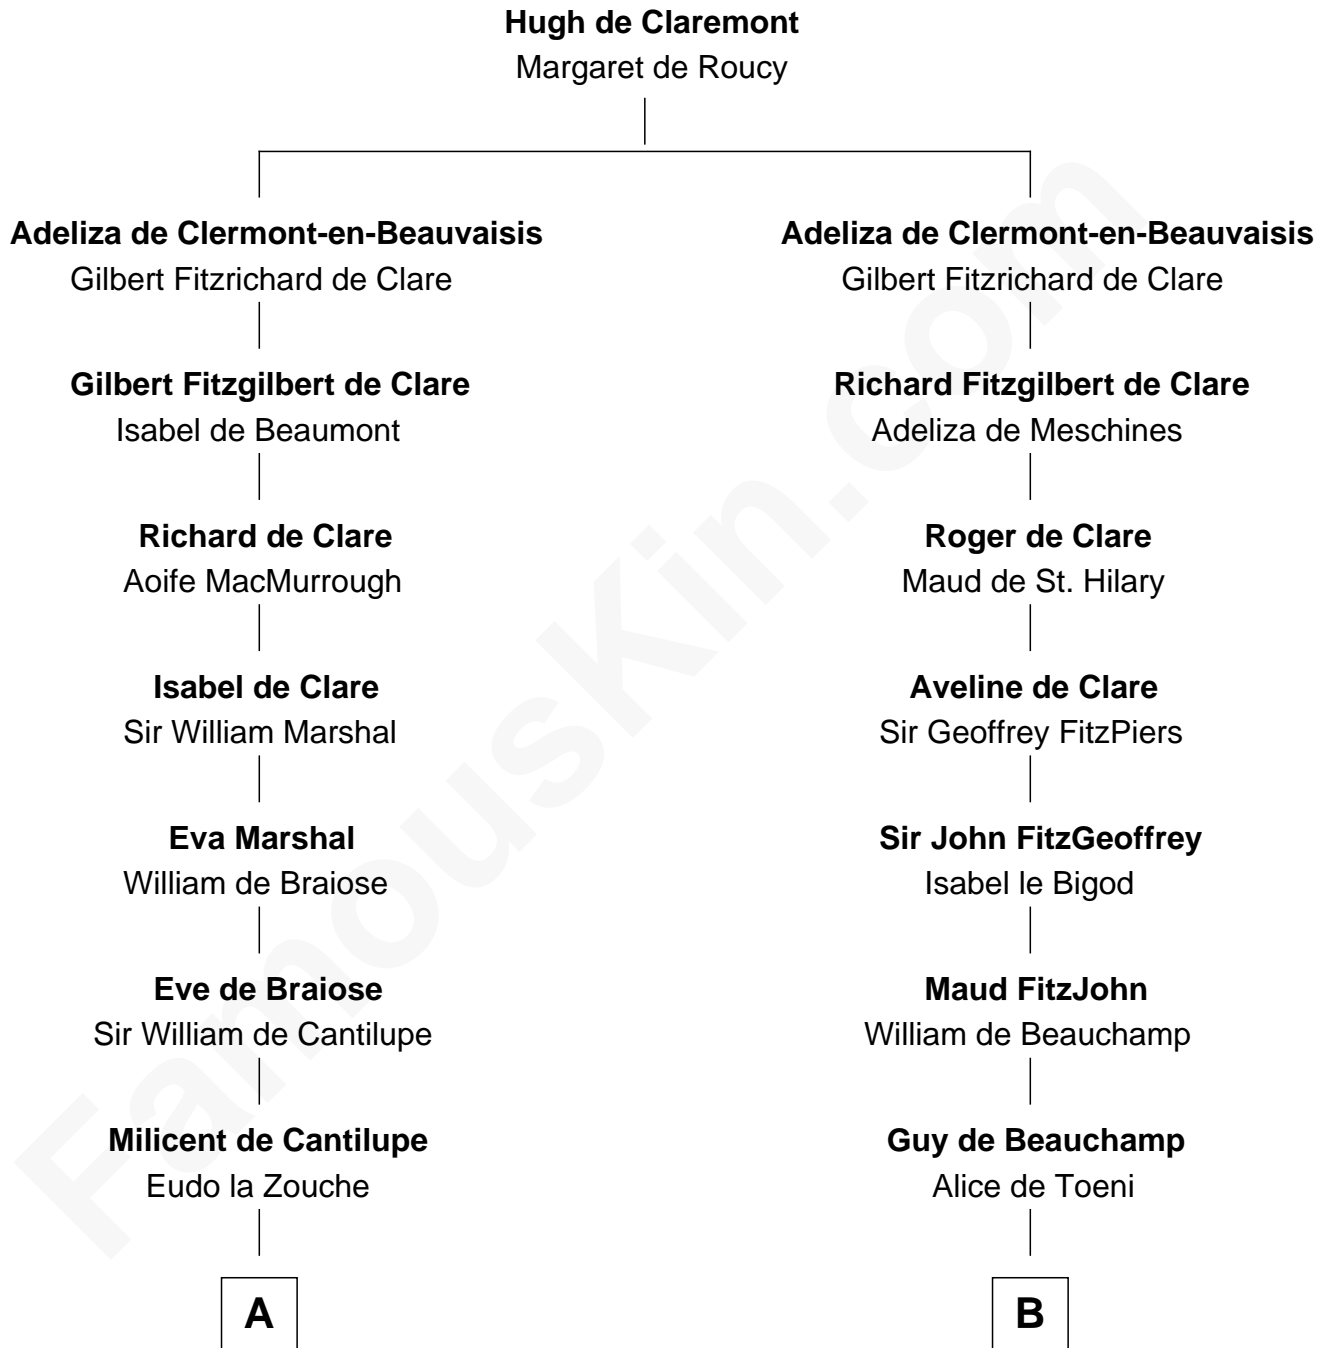 Hugh de Claremont
Margaret de Roucy
Adeliza de Clermont-en-Beauvaisis
Gilbert Fitzrichard de Clare
Gilbert Fitzgilbert de Clare
Isabel de Beaumont
Richard de Clare
Aoife MacMurrough
Isabel de Clare
Sir William Marshal
Eva Marshal
William de Braiose
Eve de Braiose
Sir William de Cantilupe
Milicent de Cantilupe
Eudo la Zouche
A
Adeliza de Clermont-en-Beauvaisis
Gilbert Fitzrichard de Clare
Richard Fitzgilbert de Clare
Adeliza de Meschines
Roger de Clare
Maud de St. Hilary
Aveline de Clare
Sir Geoffrey FitzPiers
Sir John FitzGeoffrey
Isabel le Bigod
Maud FitzJohn
William de Beauchamp
Guy de Beauchamp
Alice de Toeni
B
FamousKin.com